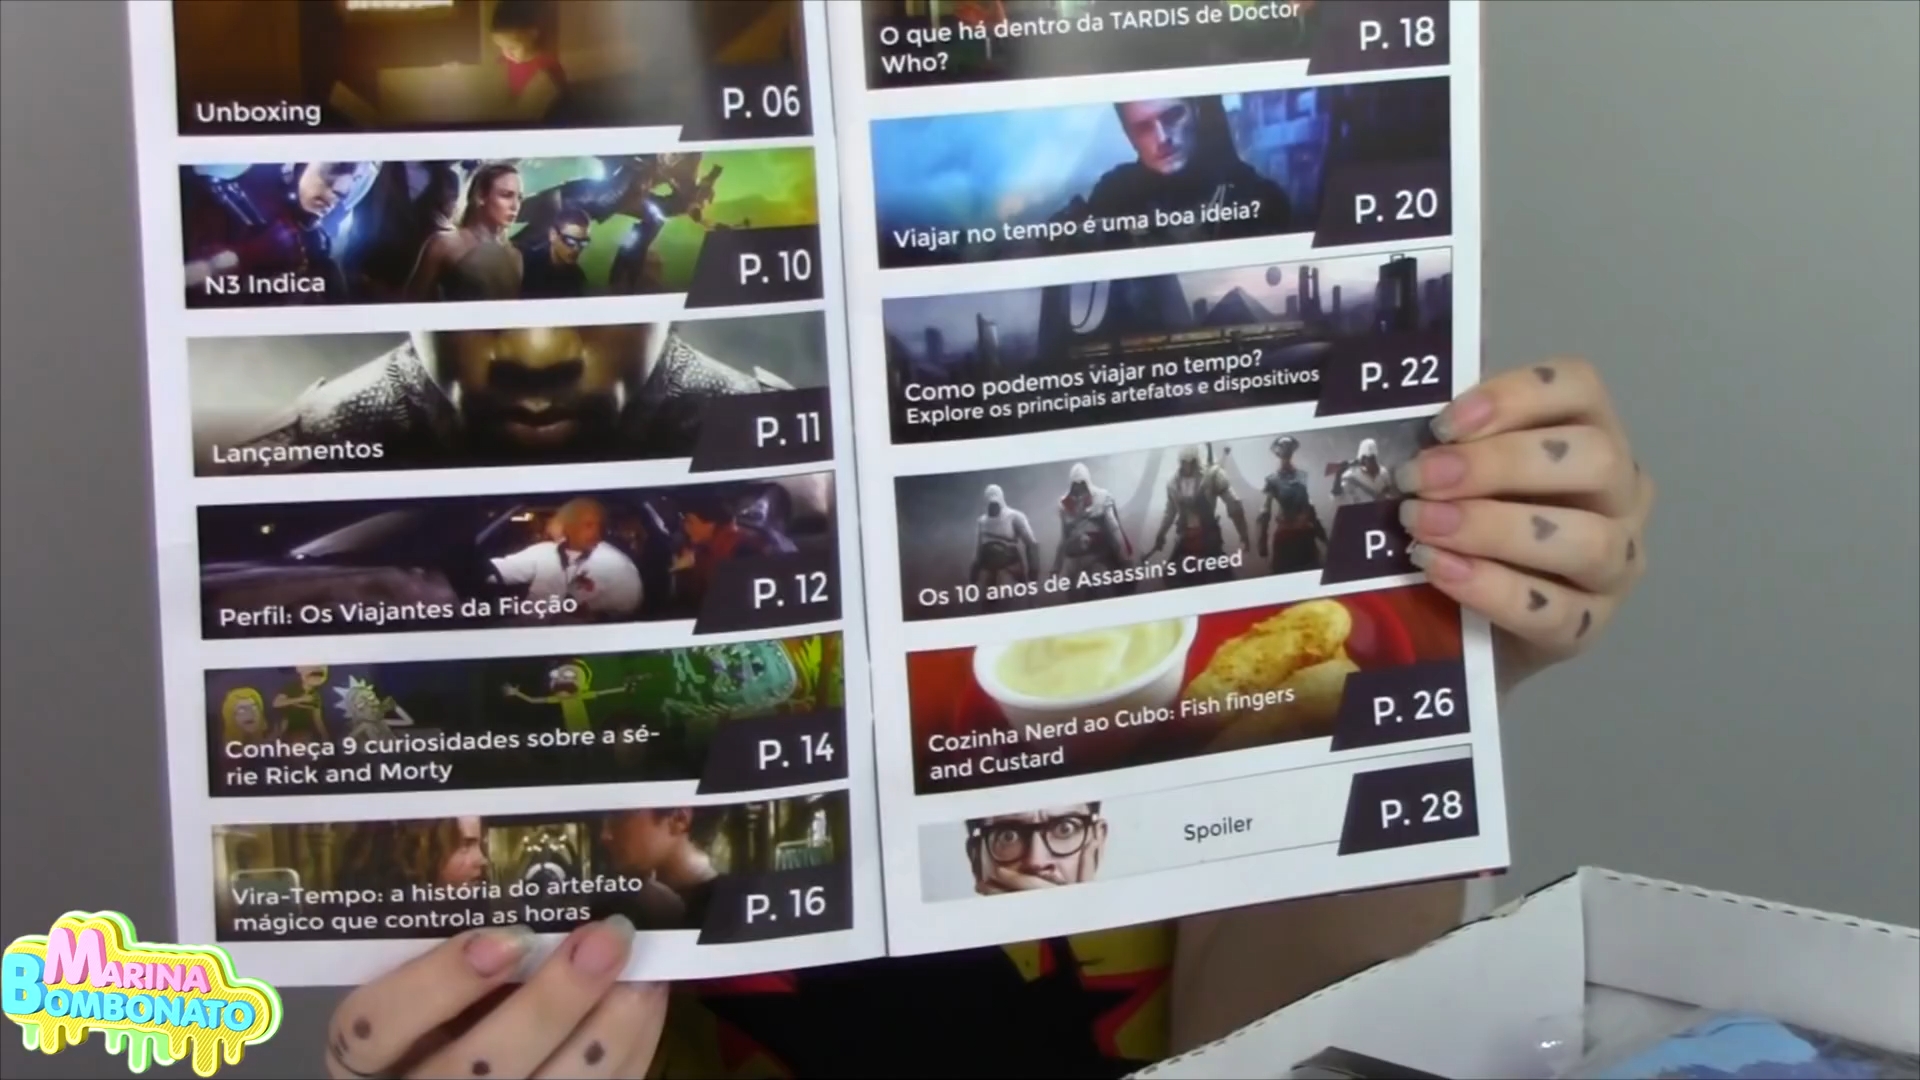 Unboxing
P. 06
N3 Indica
P. 10
Lançamentos
P. 11
Perfil: Os Viajantes da Ficção
P. 12
Conheça 9 curiosidades sobre a sé-
rie Rick and Morty
P. 14
Vira-Tempo: a história do artefato
mágico que controla as horas
P. 16
O que há dentro da TARDIS de Doctor
Who?
P. 18
Viajar no tempo é uma boa ideia?
P. 20
Como podemos viajar no tempo?
Explore os principais artefatos e dispositivos
P. 22
Os 10 anos de Assassin's Creed
P.
Cozinha Nerd ao Cubo: Fish fingers
and Custard
P. 26
Spoiler
P. 28
MARINA
BOMBONATO